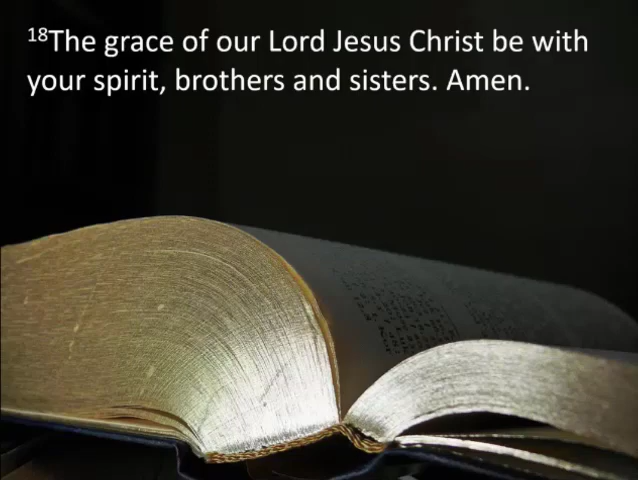 18The grace of our Lord Jesus Christ be with
your spirit, brothers and sisters. Amen.